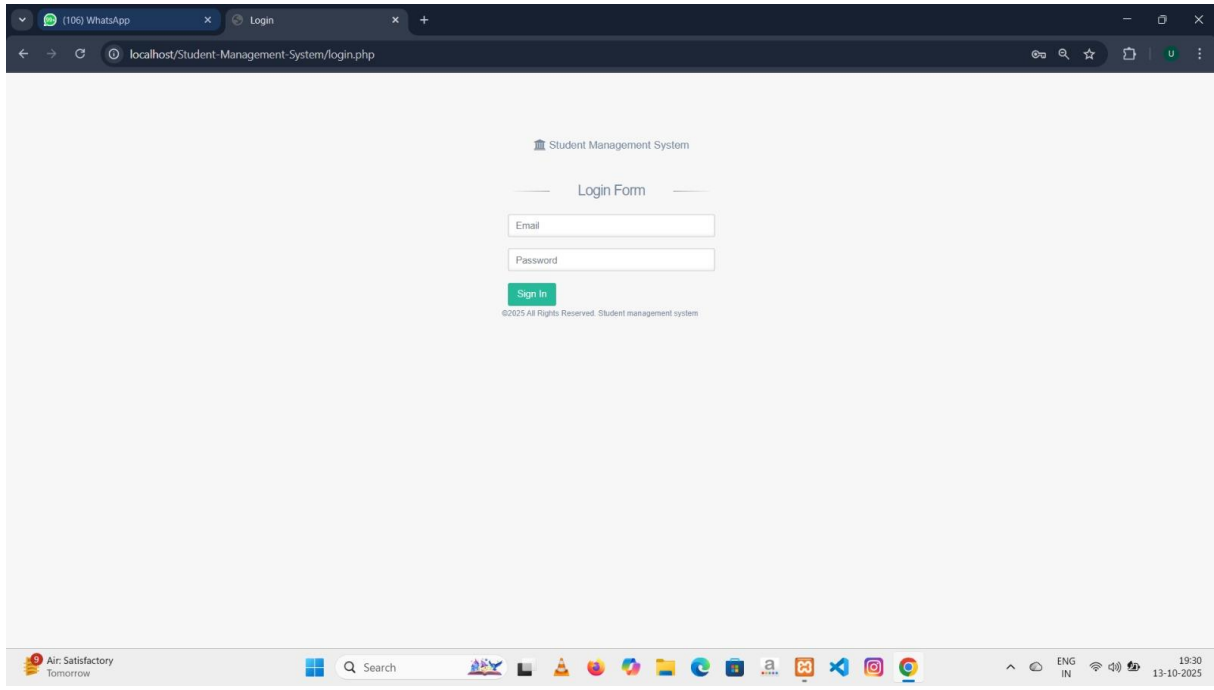 (106) WhatsApp
Login
localhost/Student-Management-System/login.php
U
Student Management System
Login Form
Email
Password
Sign In
©2025 All Rights Reserved. Student management system
9
Air: Satisfactory
Tomorrow
Search
a
ENG
IN
19:30
13-10-2025